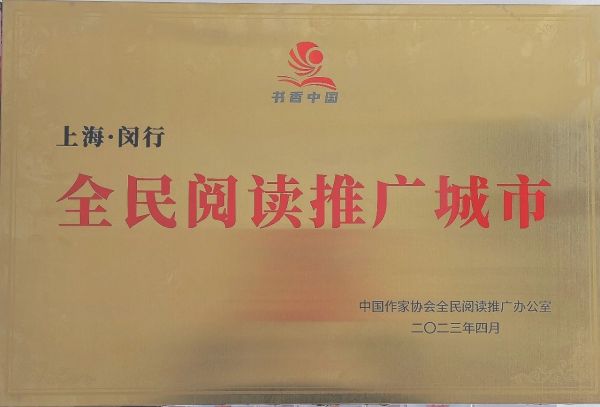 书香中国
上海·闵行
全民阅读推广城市
中国作家协会全民阅读推广办公室
二〇二三年四月